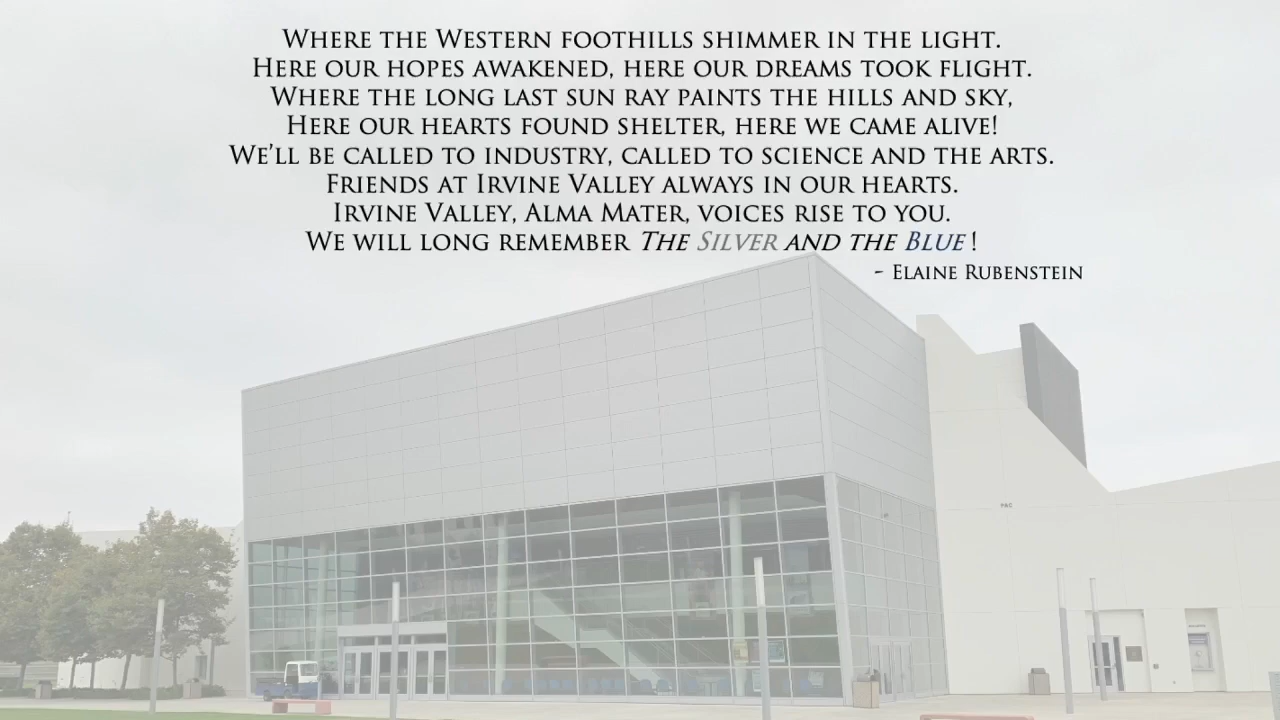 Where the Western foothills shimmer in the light.
Here our hopes awakened, here our dreams took flight.
Where the long last sun ray paints the hills and sky,
Here our hearts found shelter, here we came alive!
We'll be called to industry, called to science and the arts.
Friends at Irvine Valley always in our hearts.
Irvine Valley, Alma Mater, voices rise to you.
We will long remember The Silver and the Blue!
- Elaine Rubenstein
PAC